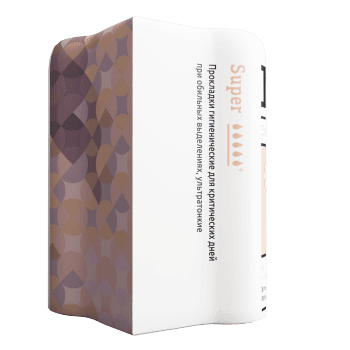 Super
Прокладки гигиенические для критических дней
при обильных выделениях, ультратонкие